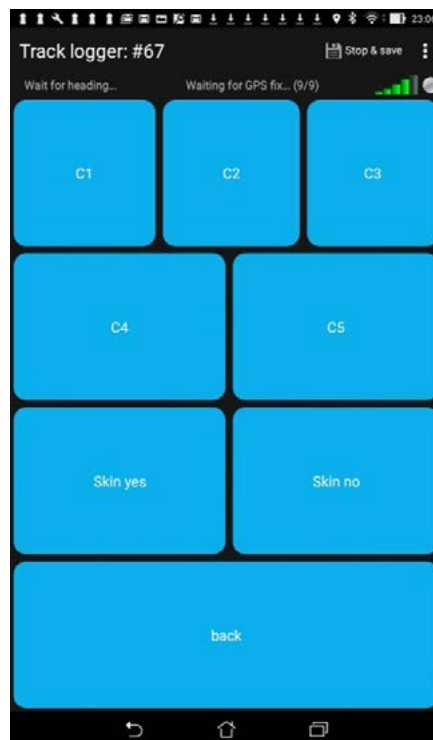 23:00
Track logger: #67 Stop & save
Wait for heading... Waiting for GPS fix... (9/9)
C1 C2 C3
C4 C5
Skin yes Skin no
back